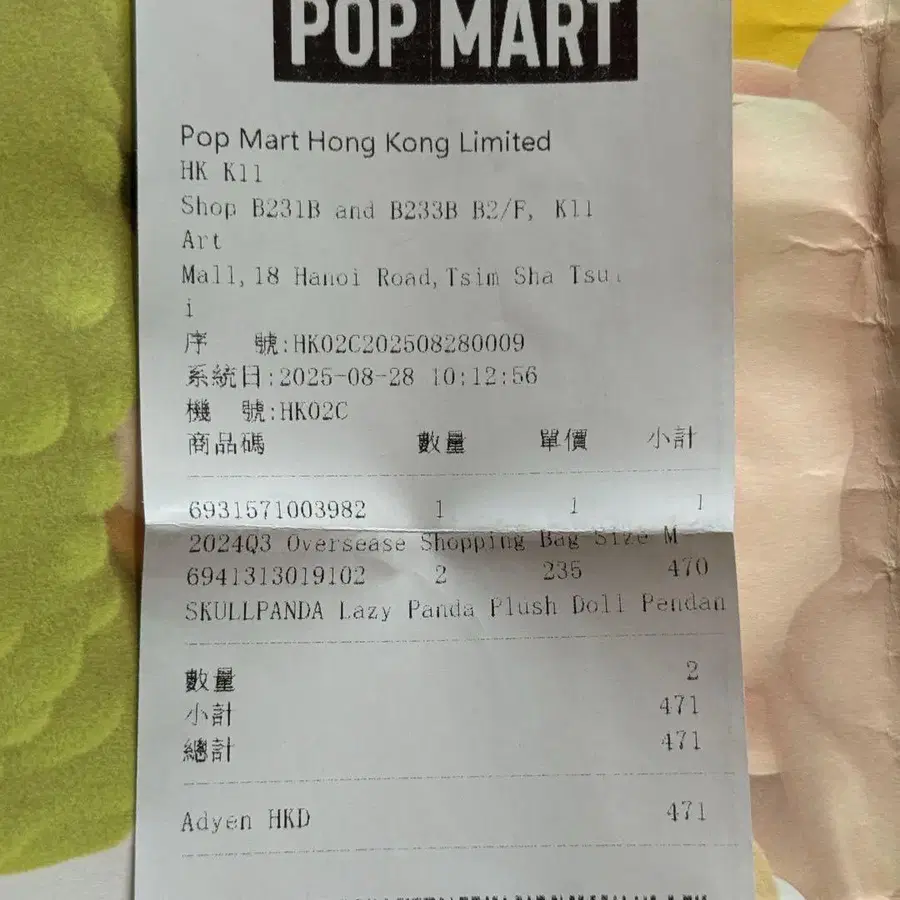 POP MART
Pop Mart Hong Kong Limited
HK K11
Shop B231B and B233B B2/F, K11
Art
Mall,18 Hanoi Road,Tsim Sha Tsu
i
序 號:HK02C202508280009
系統日:2025-08-28 10:12:56
機 號:HK02C
商品碼 數量 單價 小計
6931571003982 1 1 1
2024Q3 Oversease Shopping Bag Size M
6941313019102 2 235 470
SKULLPANDA Lazy Panda Plush Doll Pendan
數量 2
小計 471
總計 471
Adyen HKD 471